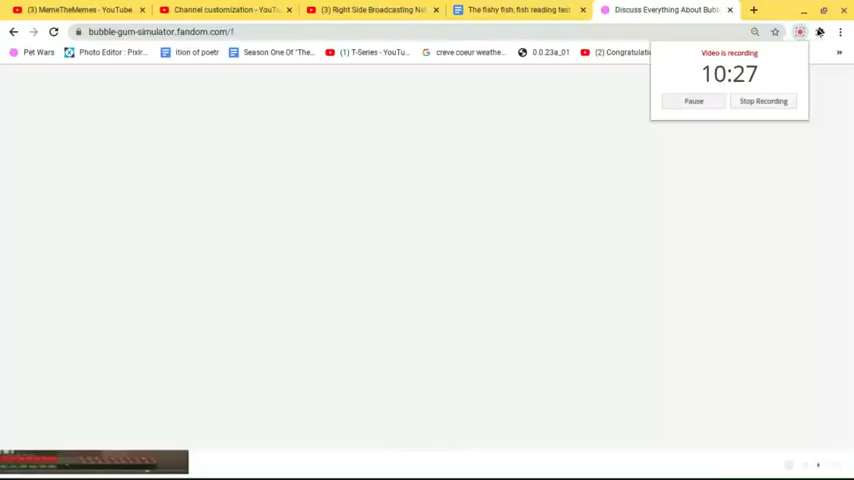 (3) MemeTheMemes - YouTube
Channel customization - YouTu
(3) Right Side Broadcasting Net
The fishy fish, fish reading test
Discuss Everything About Bubb
bubble-gum-simulator.fandom.com/f
Pet Wars
Photo Editor : Pixlr...
ition of poetr
Season One Of "The...
(1) T-Series - YouTu...
creve coeur weathe...
0.0.23a_01
(2) Congratulatio
Video is recording
10:27
Pause
Stop Recording